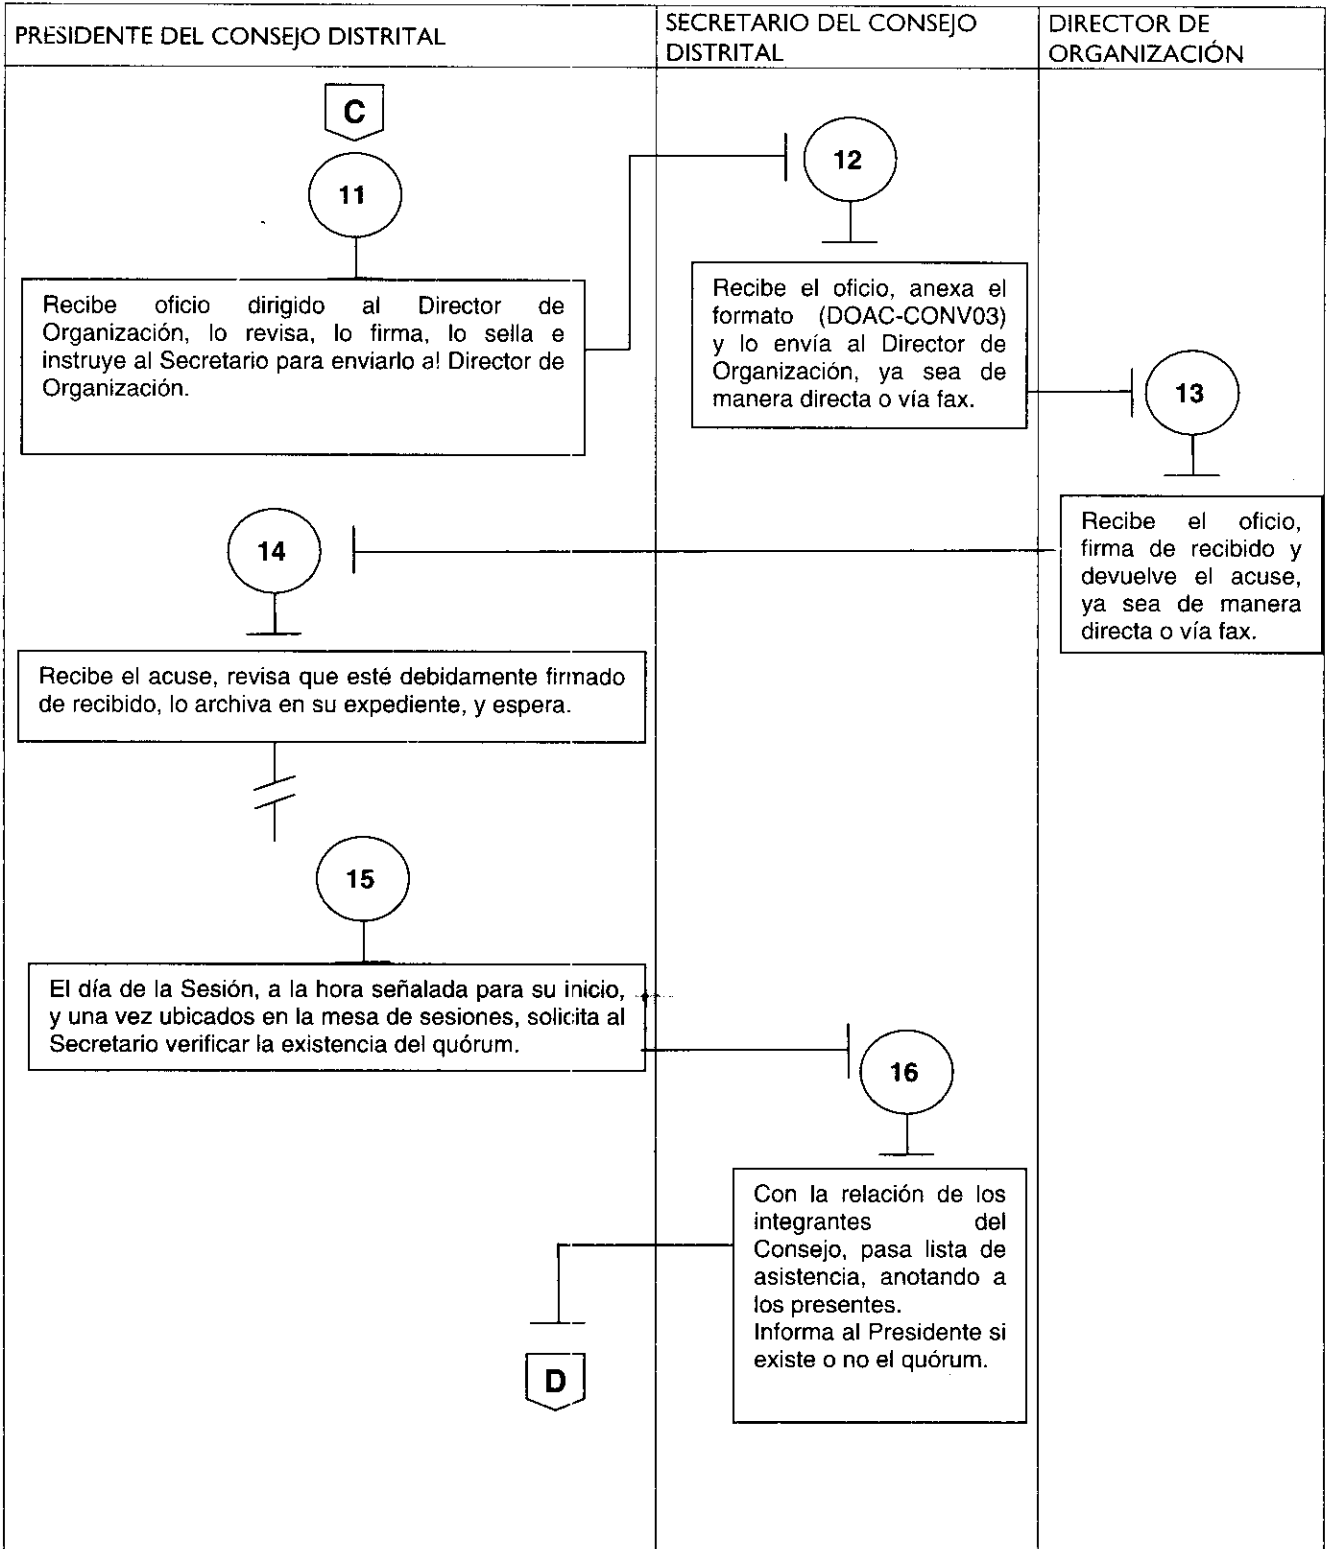 PRESIDENTE DEL CONSEJO DISTRITAL
SECRETARIO DEL CONSEJO
DISTRITAL
DIRECTOR DE
ORGANIZACIÓN
C
11
Recibe oficio dirigido al Director de
Organización, lo revisa, lo firma, lo sella e
instruye al Secretario para enviarlo al Director de
Organización.
12
Recibe el oficio, anexa el
formato (DOAC-CONV03)
y lo envía al Director de
Organización, ya sea de
manera directa o vía fax.
13
Recibe el oficio,
firma de recibido y
devuelve el acuse,
ya sea de manera
directa o vía fax.
14
Recibe el acuse, revisa que esté debidamente firmado
de recibido, lo archiva en su expediente, y espera.
15
El día de la Sesión, a la hora señalada para su inicio,
y una vez ubicados en la mesa de sesiones, solicita al
Secretario verificar la existencia del quórum.
16
Con la relación de los
integrantes del
Consejo, pasa lista de
asistencia, anotando a
los presentes.
Informa al Presidente si
existe o no el quórum.
D